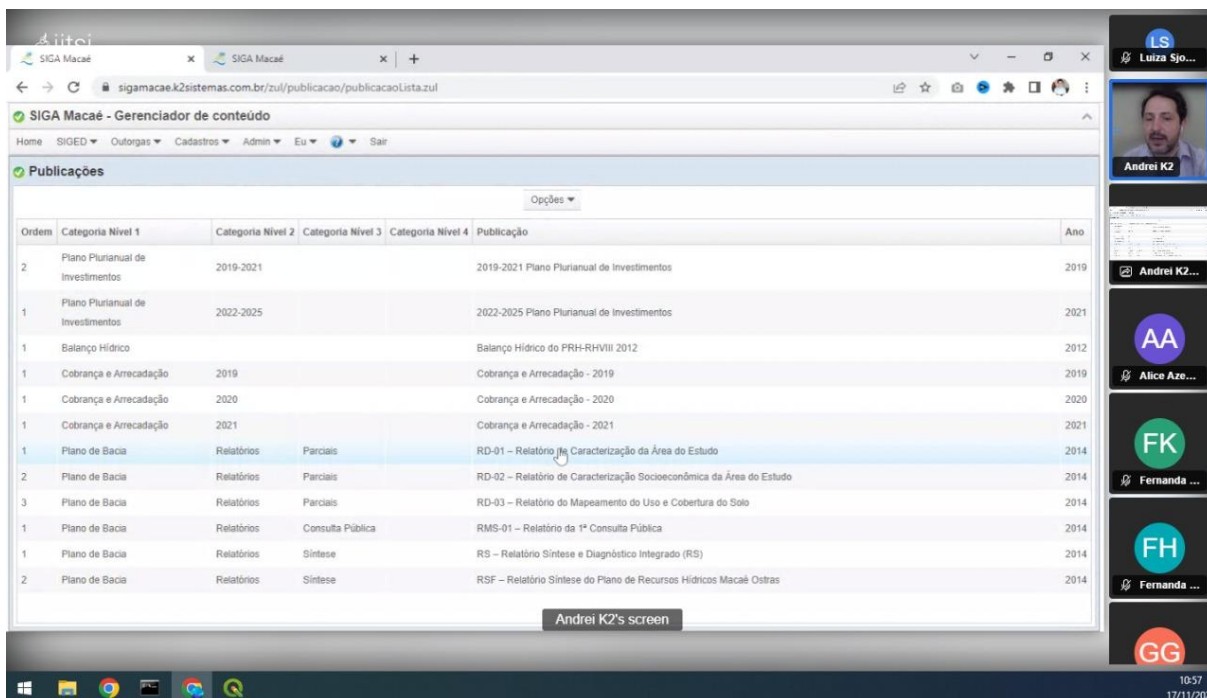 SIGA Macaé
SIGA Macaé
sigamacae.k2sistemas.com.br/zul/publicacao/publicacaoLista.zul
SIGA Macaé - Gerenciador de conteúdo
Home SIGED Outorgas Cadastros Admin Eu ? Sair
Publicações
Opções
Ordem Categoria Nível 1 Categoria Nível 2 Categoria Nível 3 Categoria Nível 4 Publicação Ano
2 Plano Plurianual de Investimentos 2019-2021 2019-2021 Plano Plurianual de Investimentos 2019
1 Plano Plurianual de Investimentos 2022-2025 2022-2025 Plano Plurianual de Investimentos 2021
1 Balanço Hídrico Balanço Hídrico do PRH-RHVIII 2012 2012
1 Cobrança e Arrecadação 2019 Cobrança e Arrecadação - 2019 2019
1 Cobrança e Arrecadação 2020 Cobrança e Arrecadação - 2020 2020
1 Cobrança e Arrecadação 2021 Cobrança e Arrecadação - 2021 2021
1 Plano de Bacia Relatórios Parciais RD-01 – Relatório de Caracterização da Área do Estudo 2014
2 Plano de Bacia Relatórios Parciais RD-02 – Relatório de Caracterização Socioeconômica da Área do Estudo 2014
3 Plano de Bacia Relatórios Parciais RD-03 – Relatório do Mapeamento do Uso e Cobertura do Solo 2014
1 Plano de Bacia Relatórios Consulta Pública RMS-01 – Relatório da 1ª Consulta Pública 2014
1 Plano de Bacia Relatórios Síntese RS – Relatório Síntese e Diagnóstico Integrado (RS) 2014
2 Plano de Bacia Relatórios Síntese RSF – Relatório Síntese do Plano de Recursos Hídricos Macaé Ostras 2014
Andrei K2's screen
LS
Luiza Sjo...
Andrei K2
Andrei K2...
AA
Alice Aze...
FK
Fernanda ...
FH
Fernanda ...
GG
10:57
17/11/202